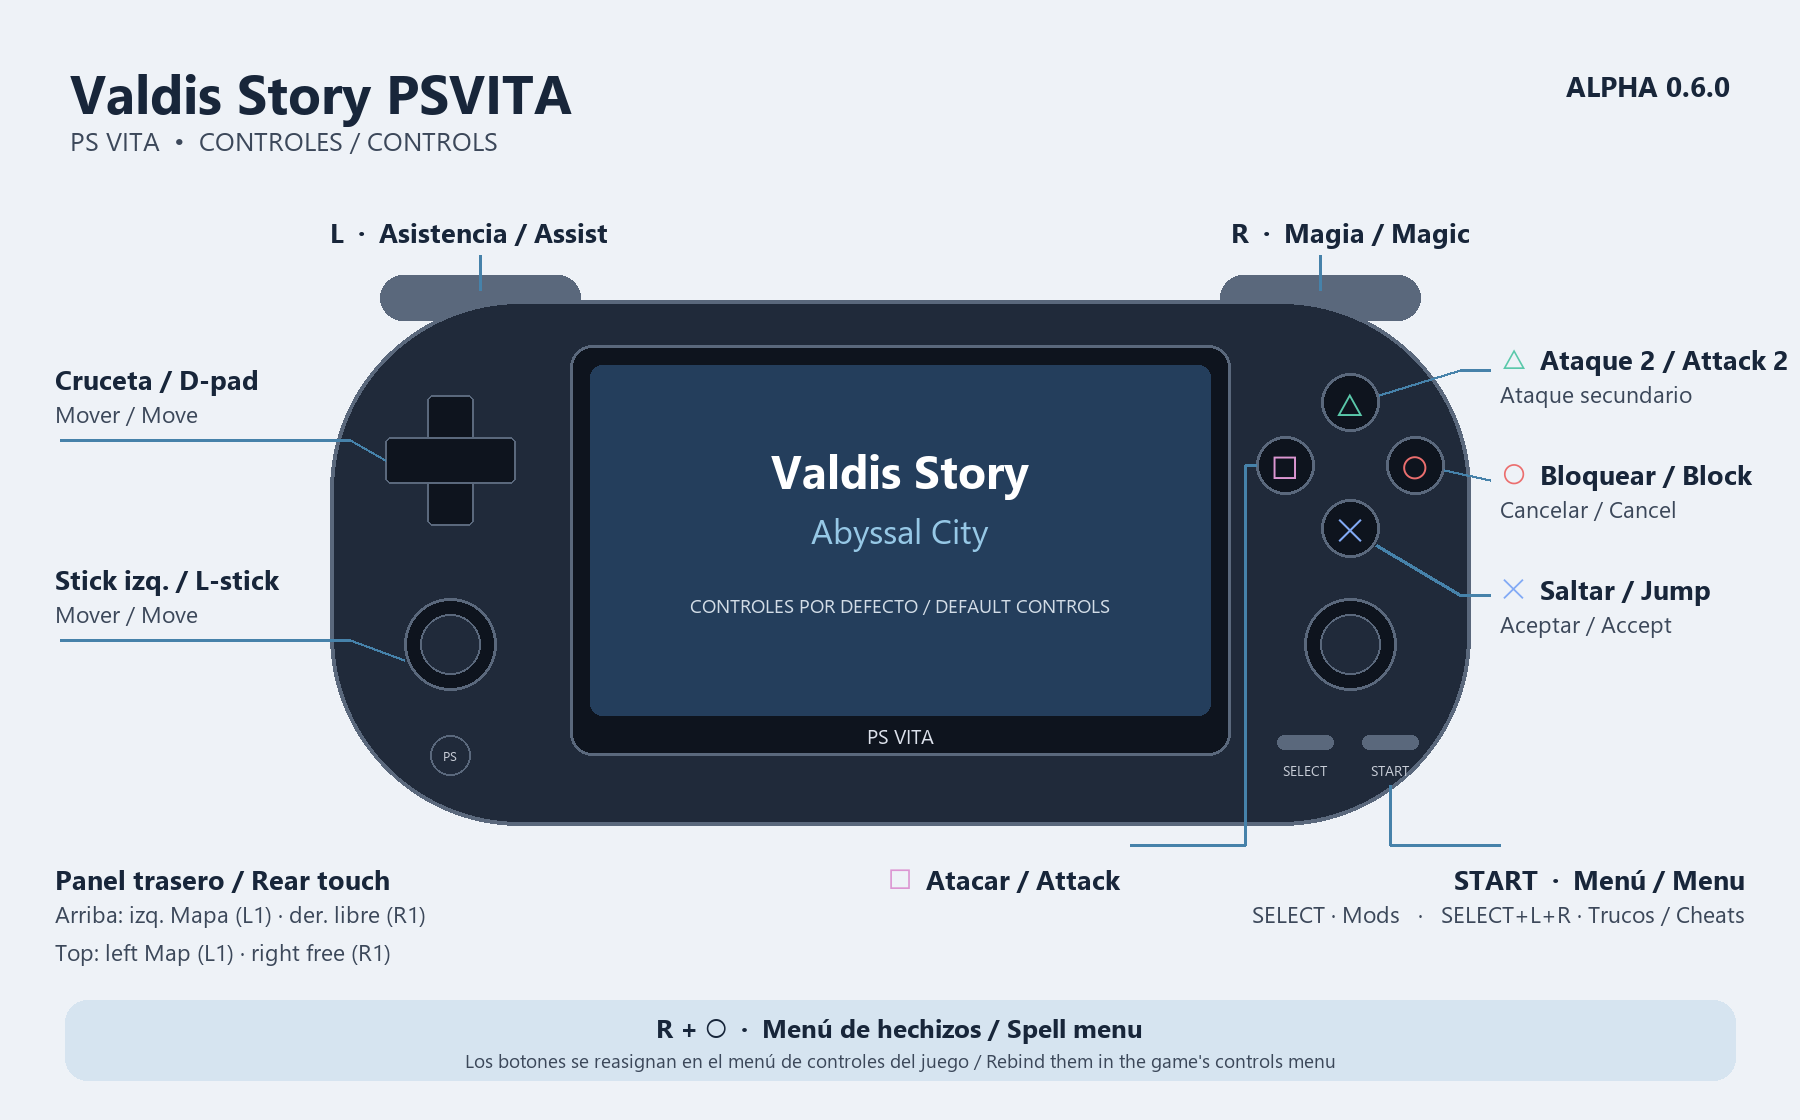 Valdis Story PSVITA
ALPHA 0.6.0
PS VITA • CONTROLES / CONTROLS
L · Asistencia / Assist
R · Magia / Magic
Cruceta / D-pad
Mover / Move
Stick izq. / L-stick
Mover / Move
Valdis Story
Abyssal City
CONTROLES POR DEFECTO / DEFAULT CONTROLS
PS VITA
PS
SELECT
START
△ Ataque 2 / Attack 2
Ataque secundario
○ Bloquear / Block
Cancelar / Cancel
✕ Saltar / Jump
Aceptar / Accept
Panel trasero / Rear touch
Arriba: izq. Mapa (L1) · der. libre (R1)
Top: left Map (L1) · right free (R1)
□ Atacar / Attack
START · Menú / Menu
SELECT · Mods · SELECT+L+R · Trucos / Cheats
R + ○ · Menú de hechizos / Spell menu
Los botones se reasignan en el menú de controles del juego / Rebind them in the game's controls menu